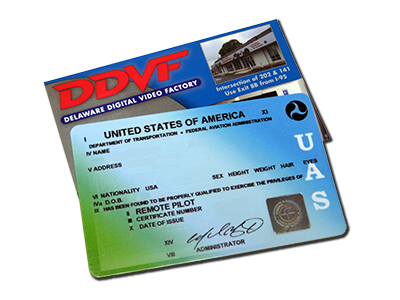 DDVF
DELAWARE DIGITAL VIDEO FACTORY
Intersection of 202 & 141
Use Exit 8B from I-95
I UNITED STATES OF AMERICA XI
DEPARTMENT OF TRANSPORTATION • FEDERAL AVIATION ADMINISTRATION
IV NAME
V ADDRESS
SEX HEIGHT WEIGHT HAIR EYES
VI NATIONALITY USA
IVa D.O.B.
IX HAS BEEN FOUND TO BE PROPERLY QUALIFIED TO EXERCISE THE PRIVILEGES OF
II REMOTE PILOT
III CERTIFICATE NUMBER
X DATE OF ISSUE
XIV
VIII ADMINISTRATOR
UAS